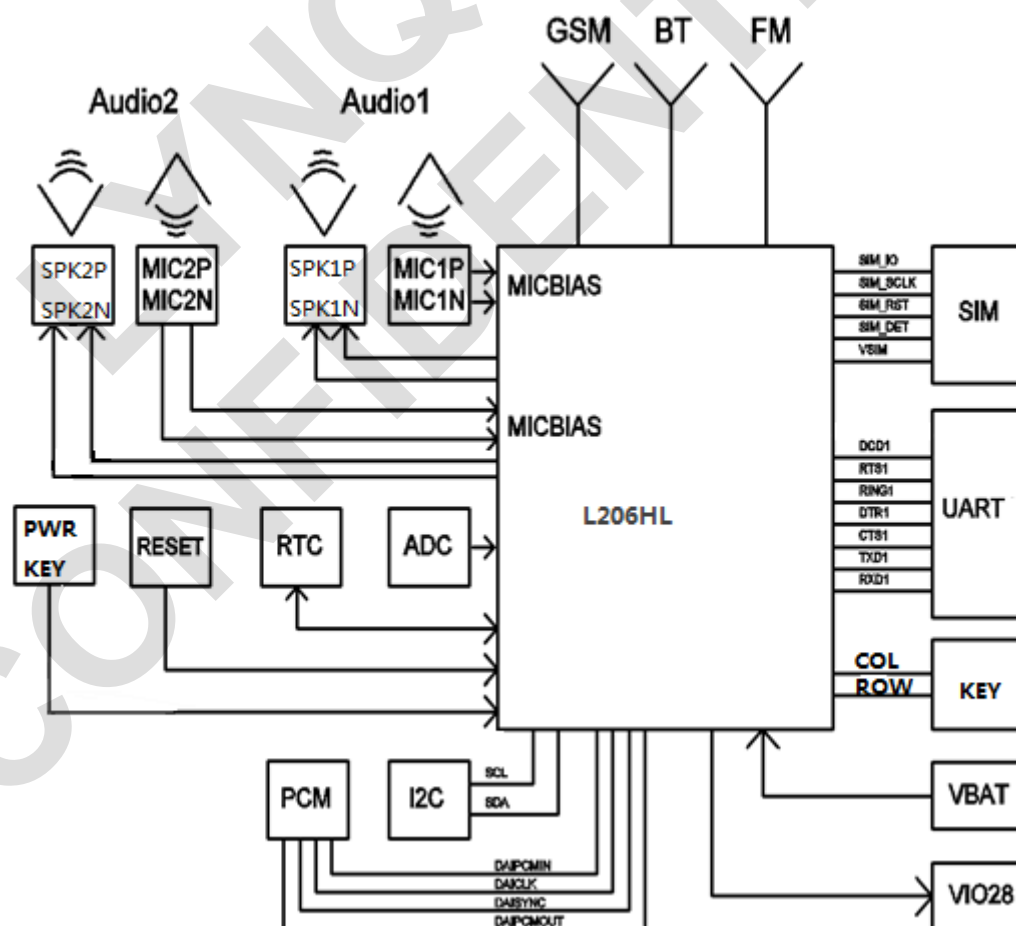 GSM BT FM
Audio2 Audio1
SPK2P
SPK2N
MIC2P
MIC2N
SPK1P
SPK1N
MIC1P
MIC1N
MICBIAS
MICBIAS
L206HL
SIM_IO
SIM_SCLK
SIM_RST
SIM_DET
VSIM
SIM
DCD1
RTS1
RING1
DTR1
CTS1
TXD1
RXD1
UART
PWR
KEY
RESET
RTC
ADC
COL
ROW
KEY
PCM
I2C
SCL
SDA
VBAT
DAIPCMIN
DAICLK
DAISYNC
DAIPCMOUT
VIO28
LYNQ
CONFIDENT